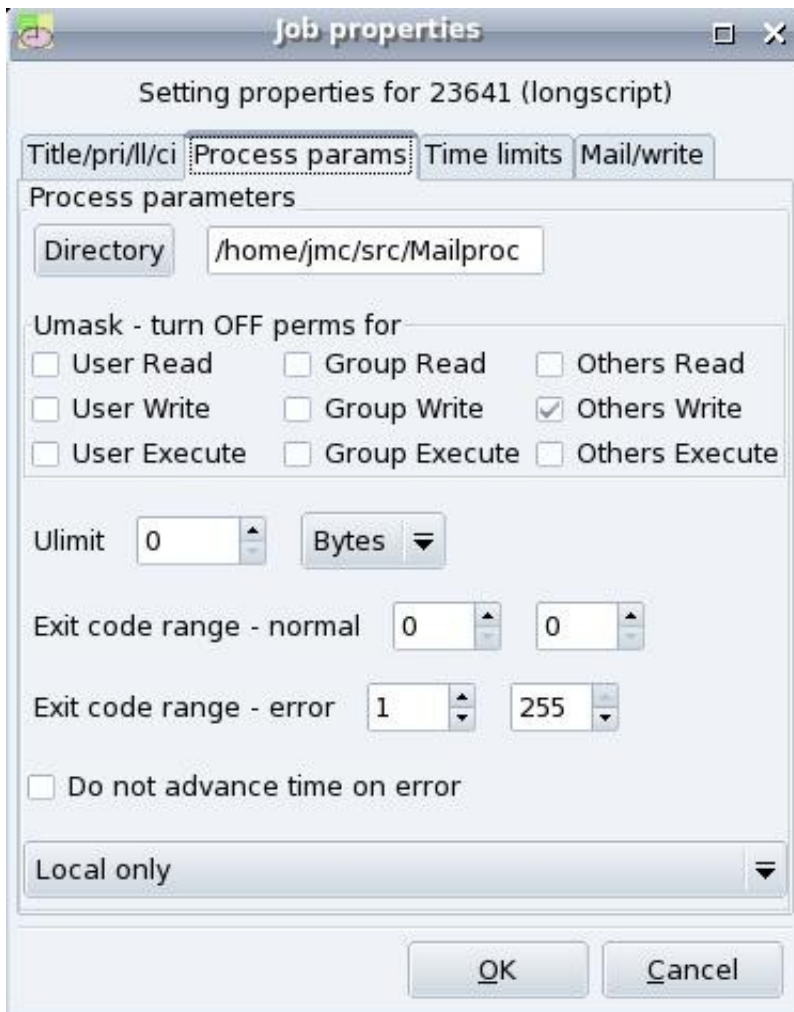 Job properties
Setting properties for 23641 (longscript)
Title/pri/ll/ci Process params Time limits Mail/write
Process parameters
Directory /home/jmc/src/Mailproc
Umask - turn OFF perms for
User Read Group Read Others Read
User Write Group Write Others Write
User Execute Group Execute Others Execute
Ulimit 0 Bytes
Exit code range - normal 0 0
Exit code range - error 1 255
Do not advance time on error
Local only
OK Cancel